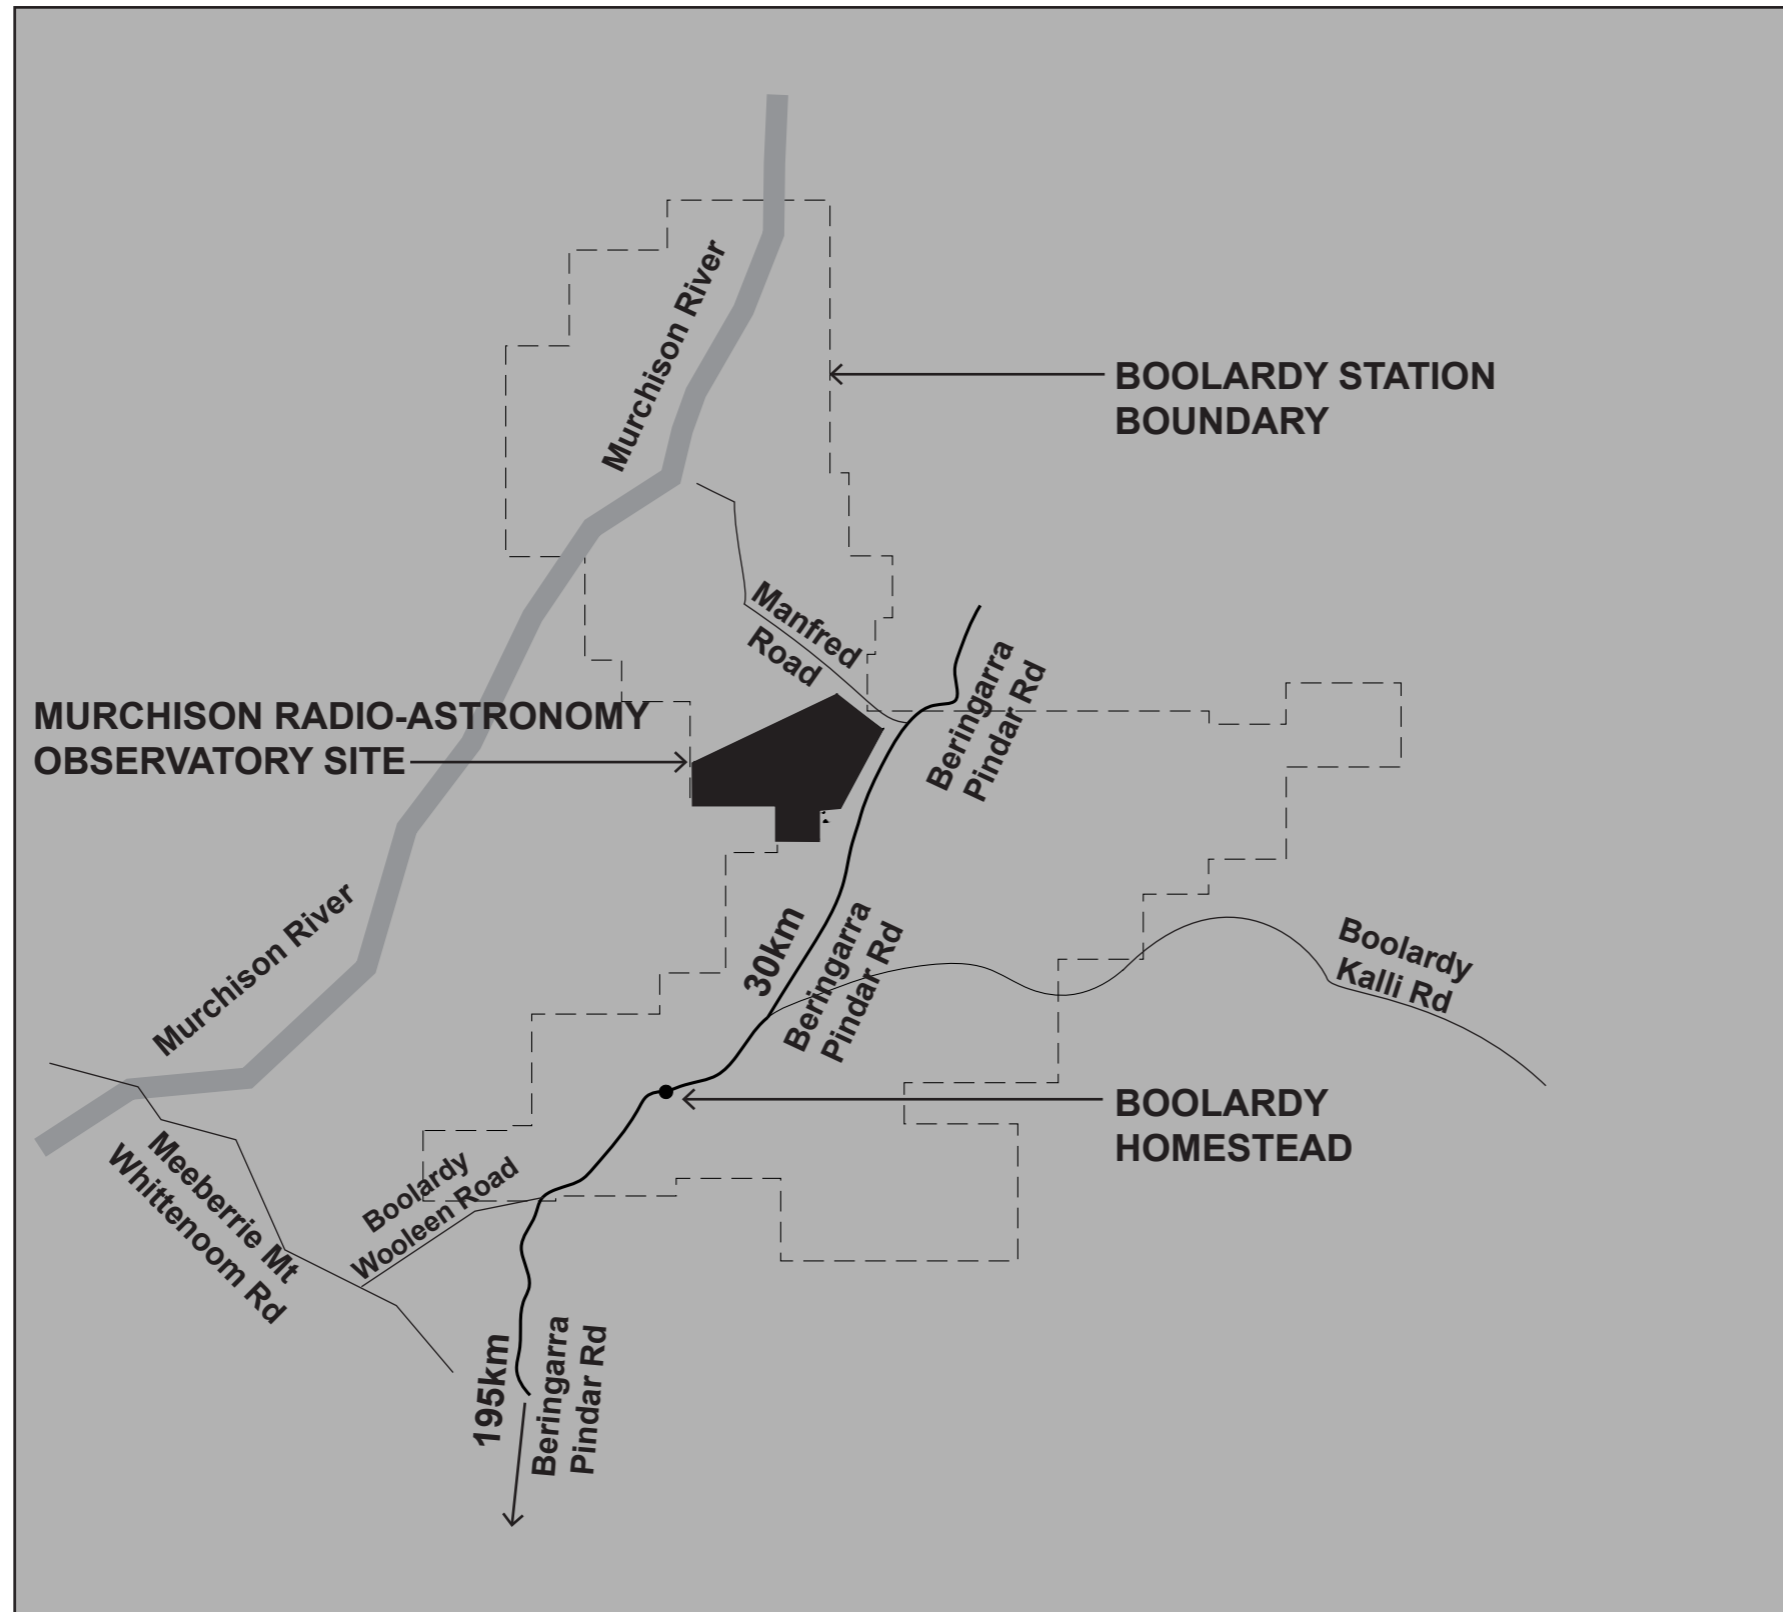 Murchison River
BOOLARDY STATION
BOUNDARY
Manfred
Road
Beringarra
Pindar Rd
MURCHISON RADIO-ASTRONOMY
OBSERVATORY SITE
Murchison River
30km
Beringarra
Pindar Rd
Boolardy
Kalli Rd
BOOLARDY
HOMESTEAD
Meeberrie Mt
Whittenoom Rd
Boolardy
Wooleen Road
195km
Beringarra
Pindar Rd